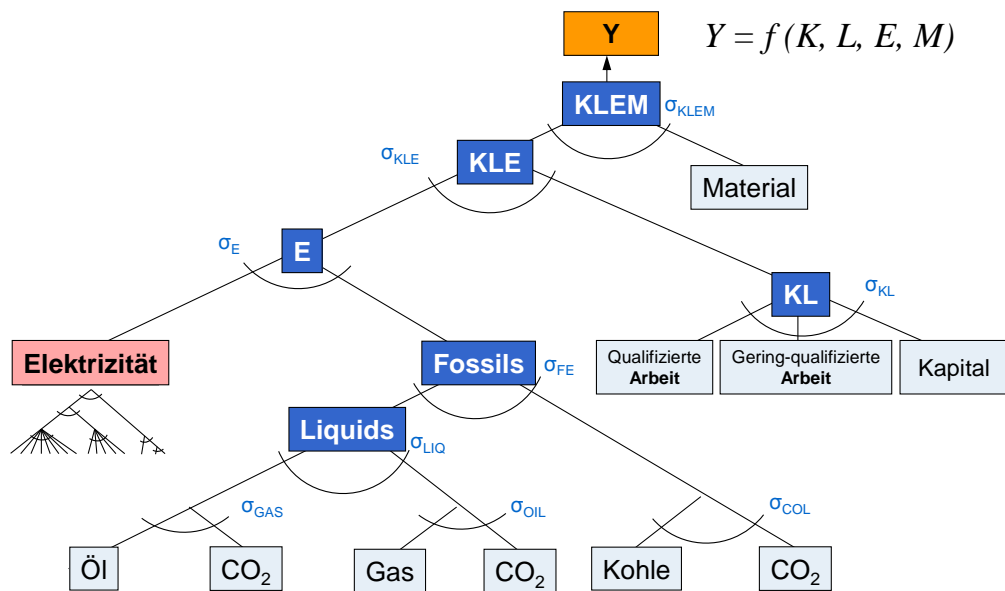 Y
Y = f (K, L, E, M)
KLEM
σKLEM
σKLE
KLE
Material
σE
E
KL
σKL
Elektrizität
Fossils
σFE
Qualifizierte
Arbeit
Gering-qualifizierte
Arbeit
Kapital
Liquids
σLIQ
σGAS
σOIL
σCOL
Öl
CO2
Gas
CO2
Kohle
CO2